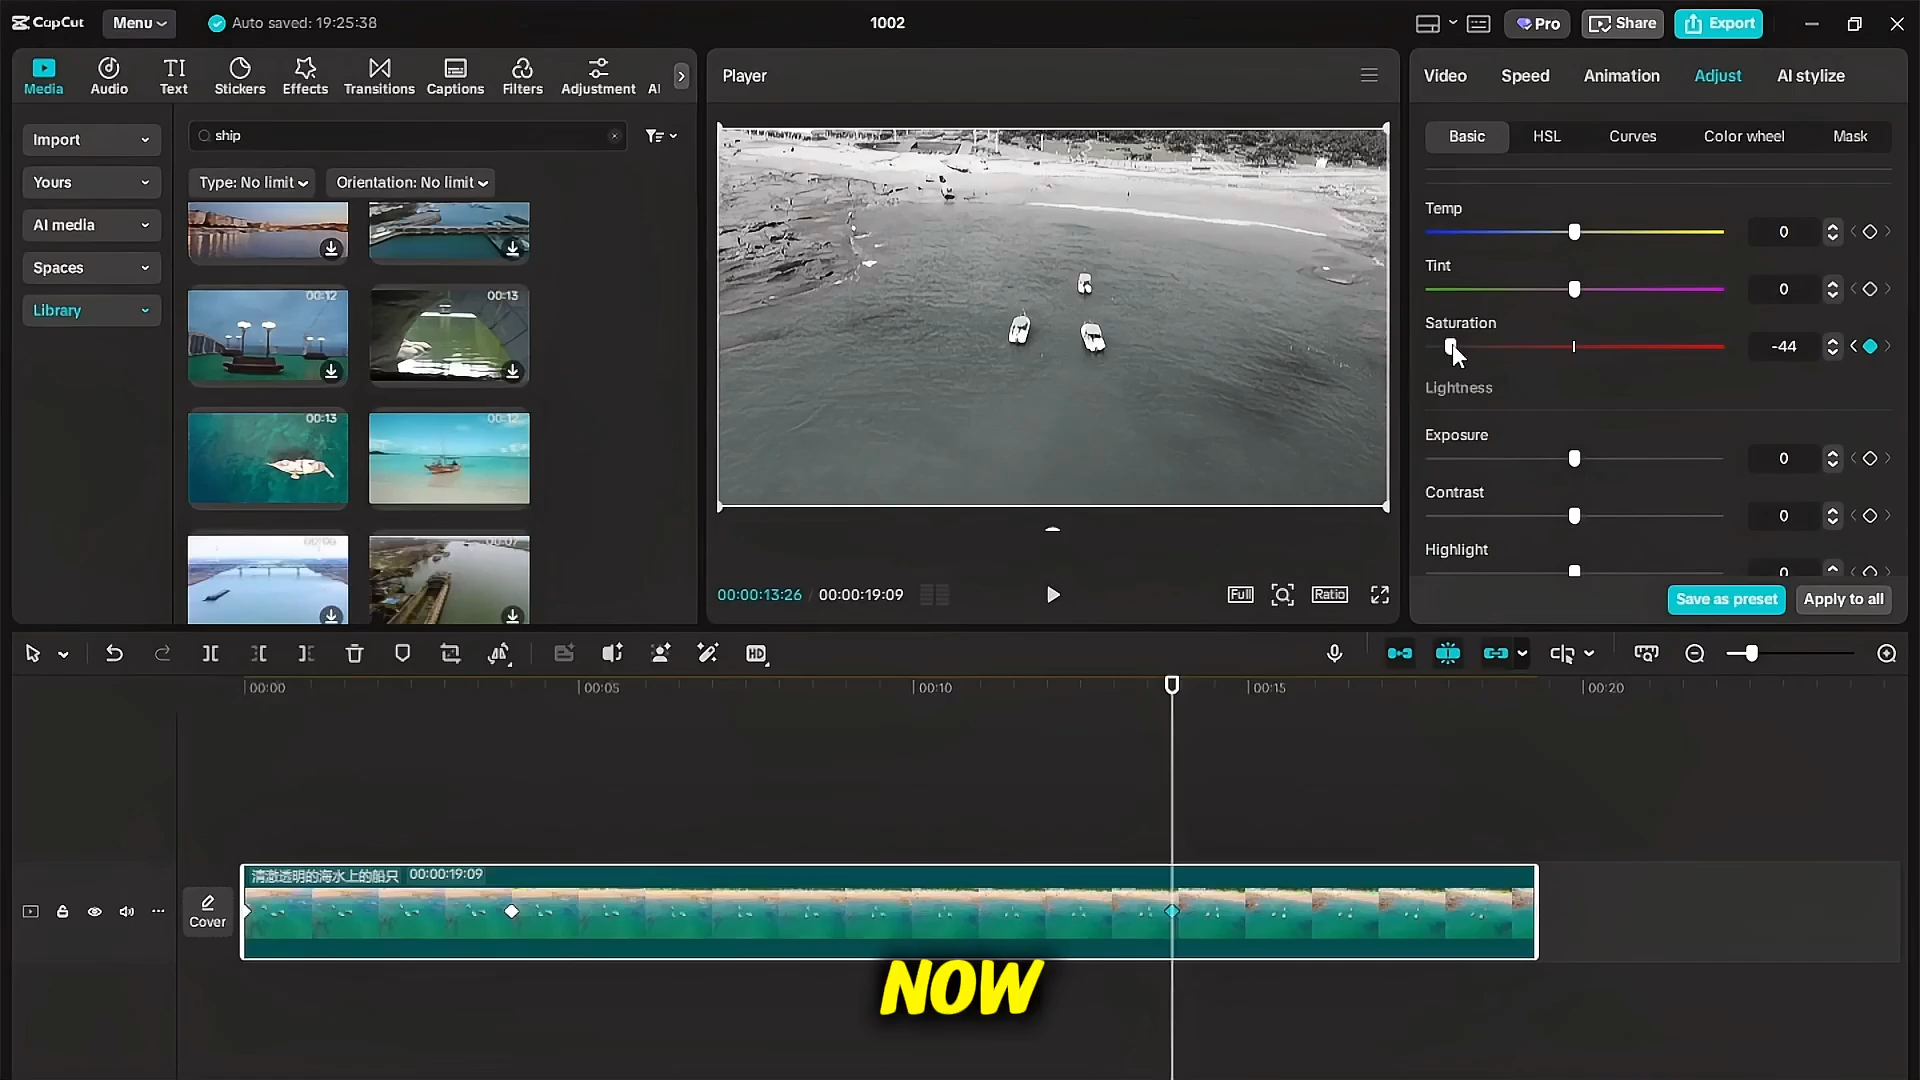 CapCut
Menu
Auto saved: 19:25:38
1002
Pro
Share
Export
Media
Audio
TI
Text
Stickers
Effects
Transitions
Captions
Filters
Adjustment
AI
Import
Yours
AI media
Spaces
Library
ship
Type: No limit
Orientation: No limit
00:12
00:13
00:13
00:12
Player
00:00:13:26 / 00:00:19:09
Full
Ratio
Video
Speed
Animation
Adjust
AI stylize
Basic
HSL
Curves
Color wheel
Mask
Temp
0
Tint
0
Saturation
-44
Lightness
Exposure
0
Contrast
0
Highlight
0
Save as preset
Apply to all
HD
00:00
00:05
00:10
00:15
00:20
Cover
清澈透明的海水上的船只 00:00:19:09
NOW